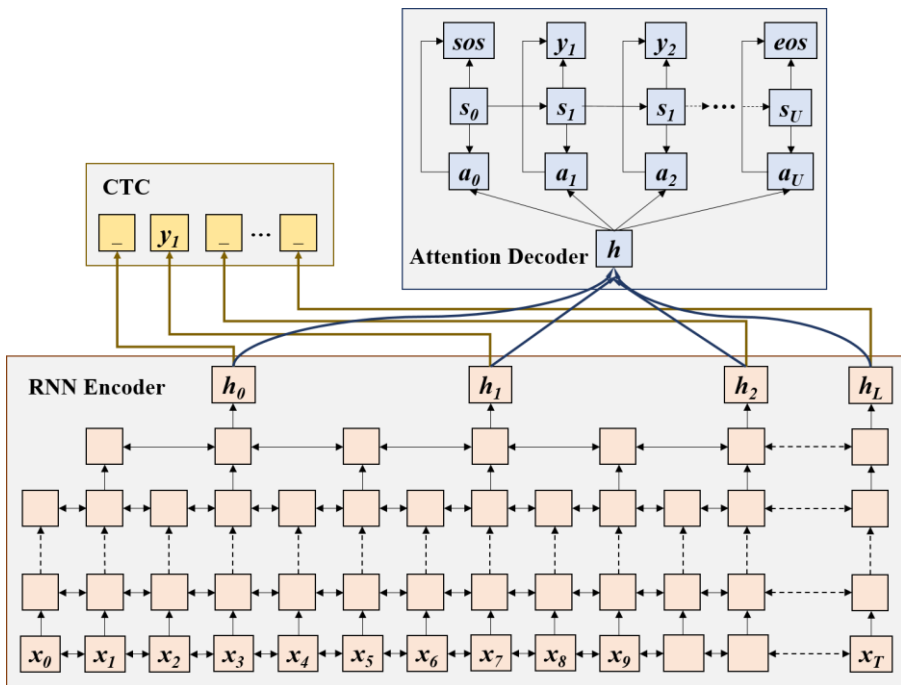 sos y1 y2 eos
s0 s1 s1 ... sU
a0 a1 a2 aU
Attention Decoder h
CTC
_ y1 _ ... _
RNN Encoder h0 h1 h2 hL
x0 x1 x2 x3 x4 x5 x6 x7 x8 x9 xT